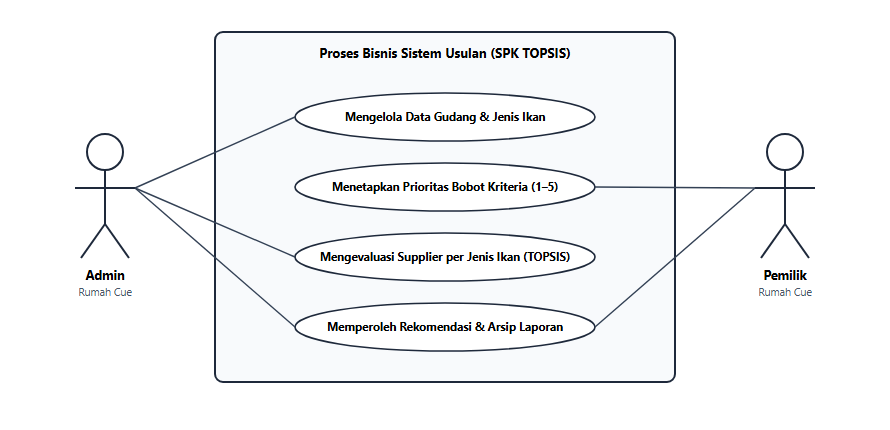 Proses Bisnis Sistem Usulan (SPK TOPSIS)
Mengelola Data Gudang & Jenis Ikan
Menetapkan Prioritas Bobot Kriteria (1–5)
Mengevaluasi Supplier per Jenis Ikan (TOPSIS)
Memperoleh Rekomendasi & Arsip Laporan
Admin
Rumah Cue
Pemilik
Rumah Cue